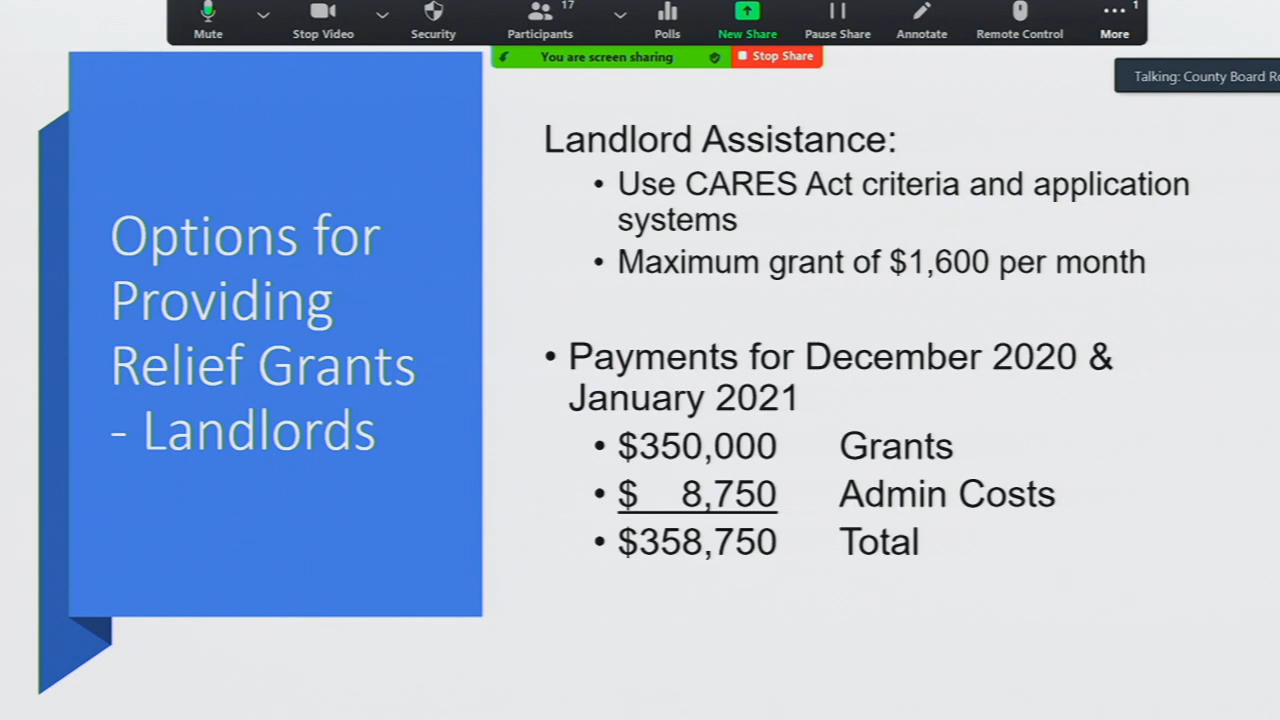 17
1
Mute
Stop Video
Security
Participants
Polls
New Share
Pause Share
Annotate
Remote Control
More
You are screen sharing
Stop Share
Talking: County Board
Options for
Providing
Relief Grants
- Landlords
Landlord Assistance:
• Use CARES Act criteria and application
systems
• Maximum grant of $1,600 per month
• Payments for December 2020 &
January 2021
• $350,000 Grants
• $ 8,750 Admin Costs
• $358,750 Total